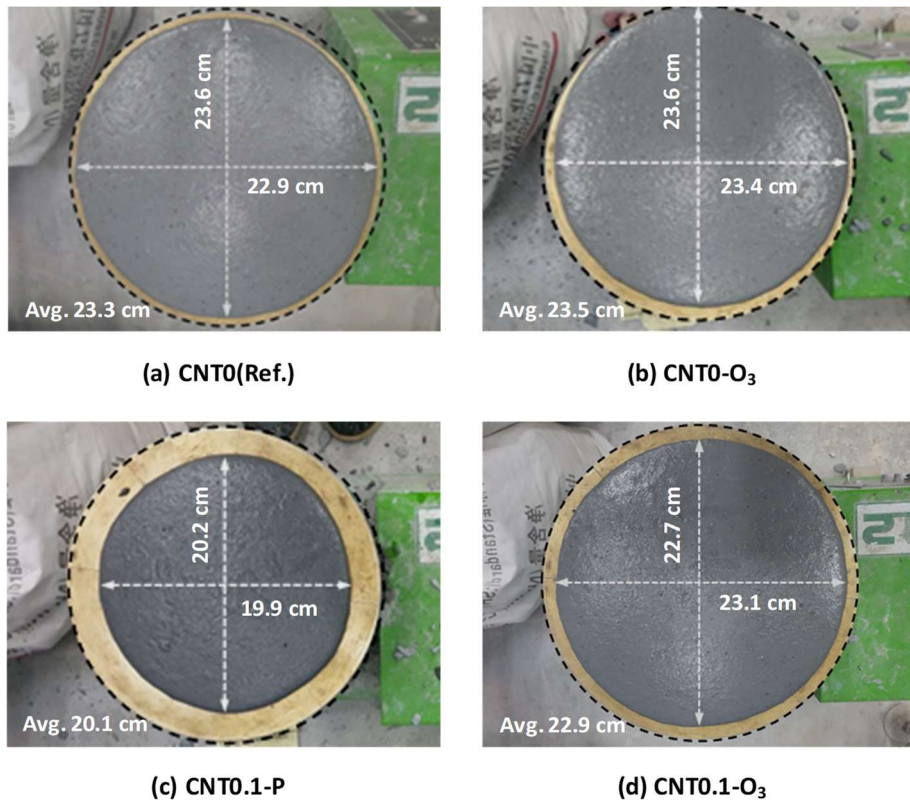 23.6 cm
22.9 cm
Avg. 23.3 cm
(a) CNT0(Ref.)
23.6 cm
23.4 cm
Avg. 23.5 cm
(b) CNT0-O₃
20.2 cm
19.9 cm
Avg. 20.1 cm
(c) CNT0.1-P
22.7 cm
23.1 cm
Avg. 22.9 cm
(d) CNT0.1-O₃